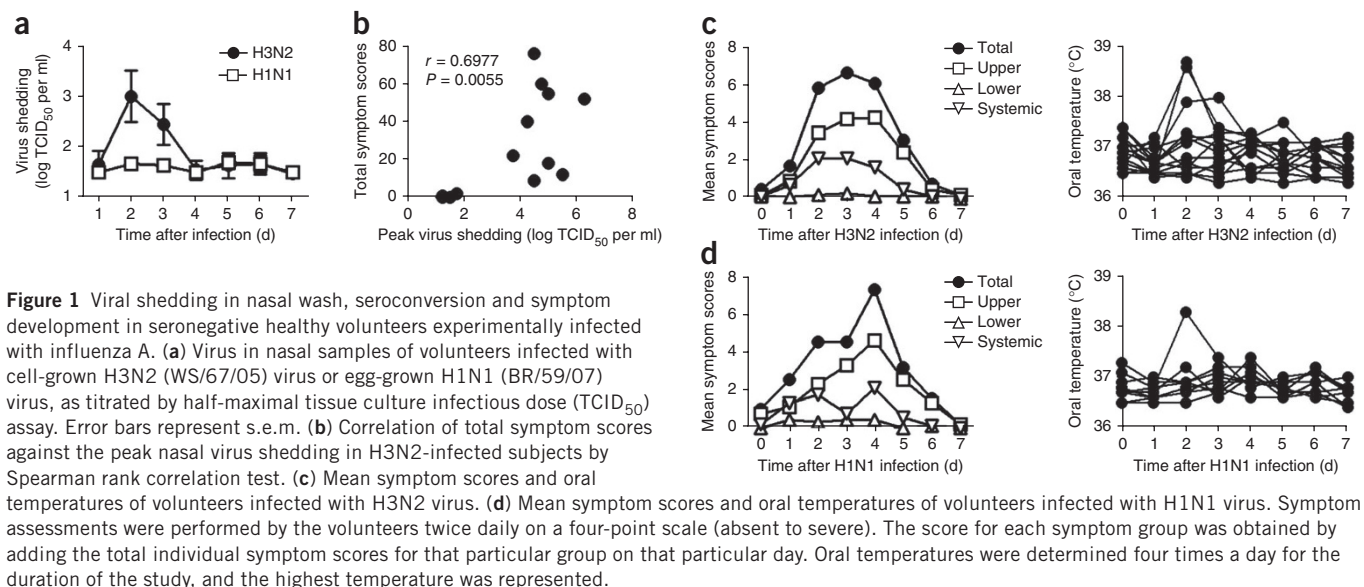 a
4
3
2
1
Virus shedding
(log TCID50 per ml)
H3N2
H1N1
1 2 3 4 5 6 7
Time after infection (d)
b
80
60
40
20
0
Total symptom scores
r = 0.6977
P = 0.0055
0 2 4 6 8
Peak virus shedding (log TCID50 per ml)
c
8
6
4
2
0
Mean symptom scores
Total
Upper
Lower
Systemic
0 1 2 3 4 5 6 7
Time after H3N2 infection (d)
39
38
37
36
Oral temperature (°C)
0 1 2 3 4 5 6 7
Time after H3N2 infection (d)
d
8
6
4
2
0
Mean symptom scores
Total
Upper
Lower
Systemic
0 1 2 3 4 5 6 7
Time after H1N1 infection (d)
39
38
37
36
Oral temperature (°C)
0 1 2 3 4 5 6 7
Time after H1N1 infection (d)
Figure 1 Viral shedding in nasal wash, seroconversion and symptom
development in seronegative healthy volunteers experimentally infected
with influenza A. (a) Virus in nasal samples of volunteers infected with
cell-grown H3N2 (WS/67/05) virus or egg-grown H1N1 (BR/59/07)
virus, as titrated by half-maximal tissue culture infectious dose (TCID50)
assay. Error bars represent s.e.m. (b) Correlation of total symptom scores
against the peak nasal virus shedding in H3N2-infected subjects by
Spearman rank correlation test. (c) Mean symptom scores and oral
temperatures of volunteers infected with H3N2 virus. (d) Mean symptom scores and oral temperatures of volunteers infected with H1N1 virus. Symptom
assessments were performed by the volunteers twice daily on a four-point scale (absent to severe). The score for each symptom group was obtained by
adding the total individual symptom scores for that particular group on that particular day. Oral temperatures were determined four times a day for the
duration of the study, and the highest temperature was represented.